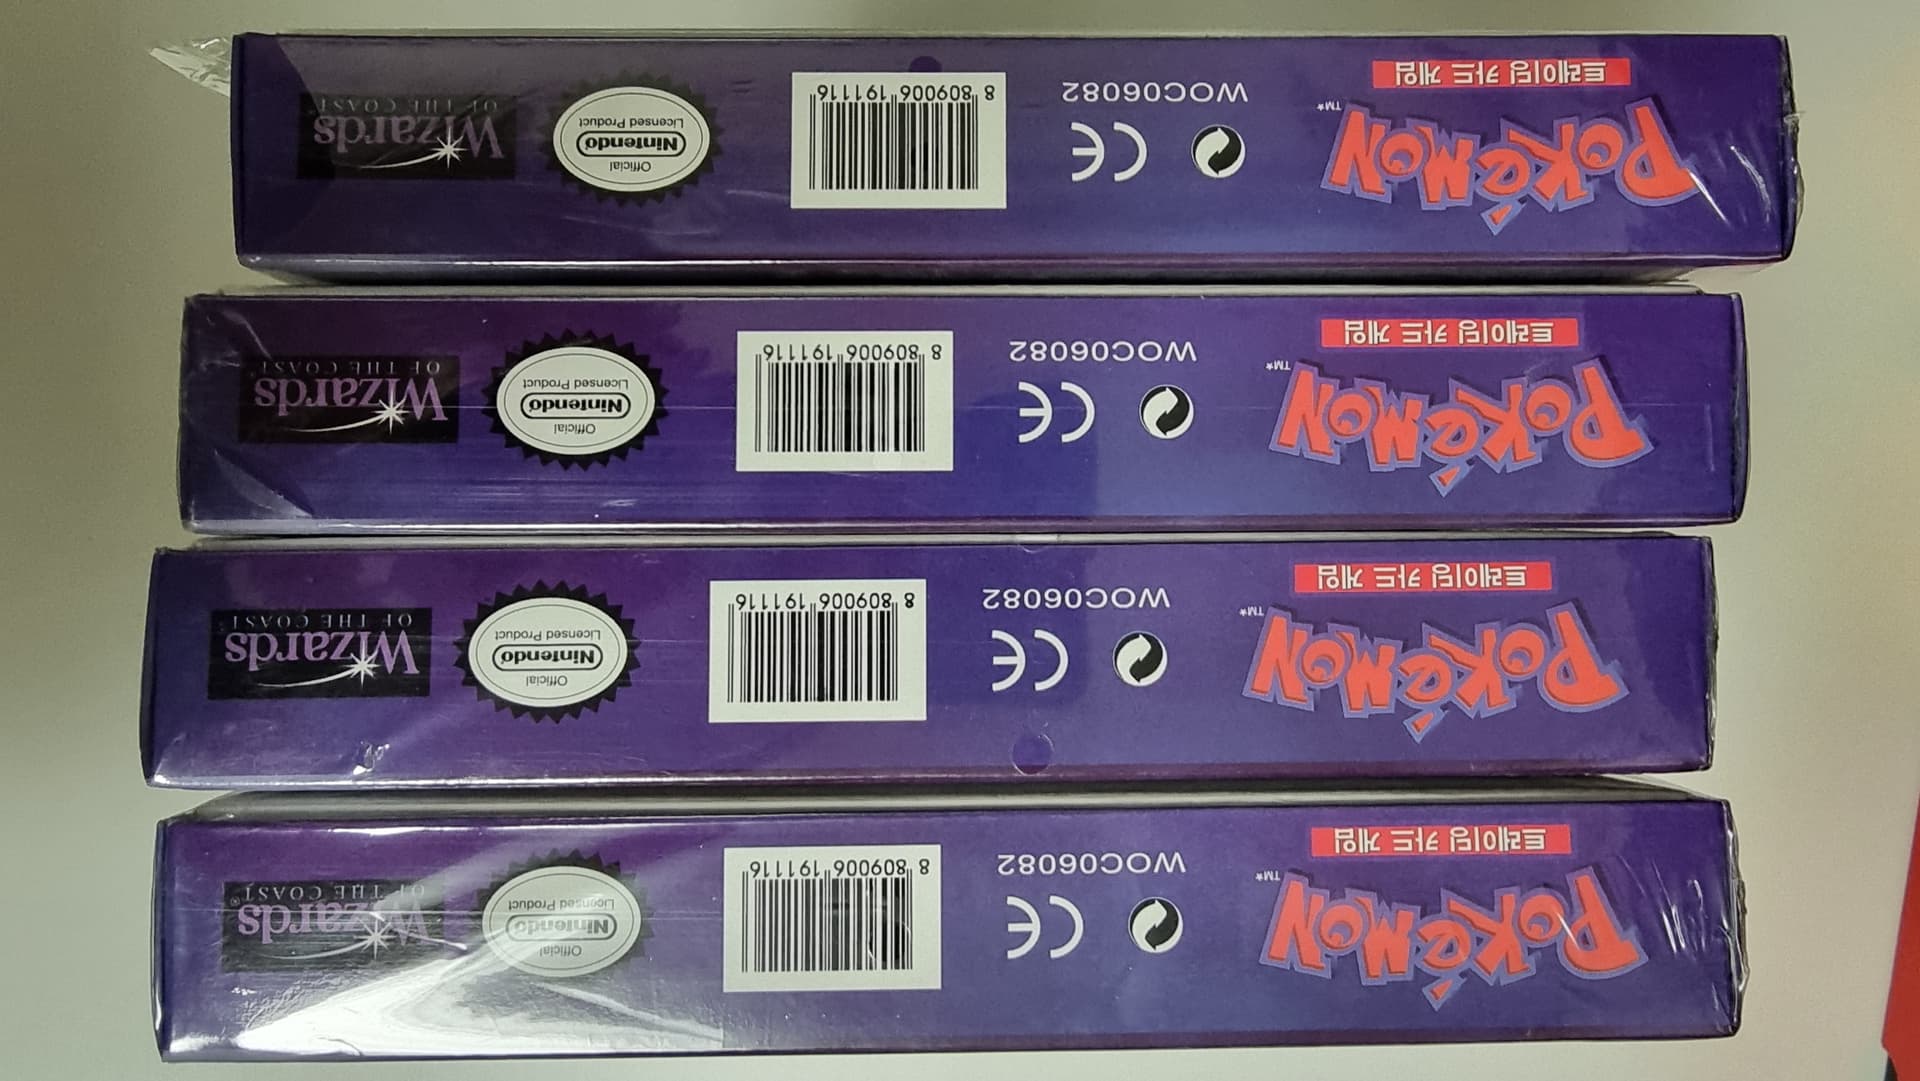 POKéMON
™*
트레이딩 카드 게임
CE
WOC06082
8 809006 191116
Official
Nintendo
Licensed Product
Wizards
OF THE COAST®
POKéMON
™*
트레이딩 카드 게임
CE
WOC06082
8 809006 191116
Official
Nintendo
Licensed Product
Wizards
OF THE COAST
POKéMON
™*
트레이딩 카드 게임
CE
WOC06082
8 809006 191116
Official
Nintendo
Licensed Product
Wizards
OF THE COAST
POKéMON
™*
트레이딩 카드 게임
CE
WOC06082
8 809006 191116
Official
Nintendo
Licensed Product
Wizards
OF THE COAST